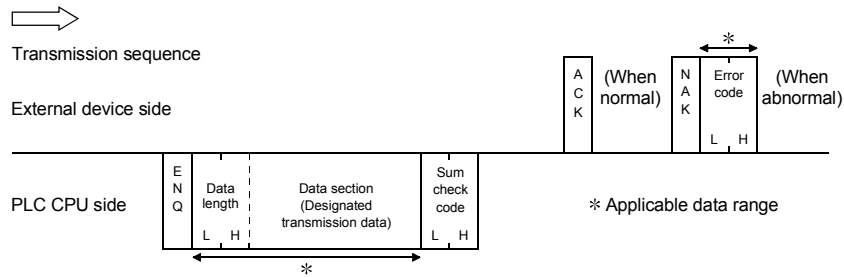 Transmission sequence
External device side
A
C
K
(When
normal)
N
A
K
*
Error
code
L H
(When
abnormal)
PLC CPU side
E
N
Q
Data
length
L H
Data section
(Designated
transmission data)
Sum
check
code
L H
* Applicable data range
*